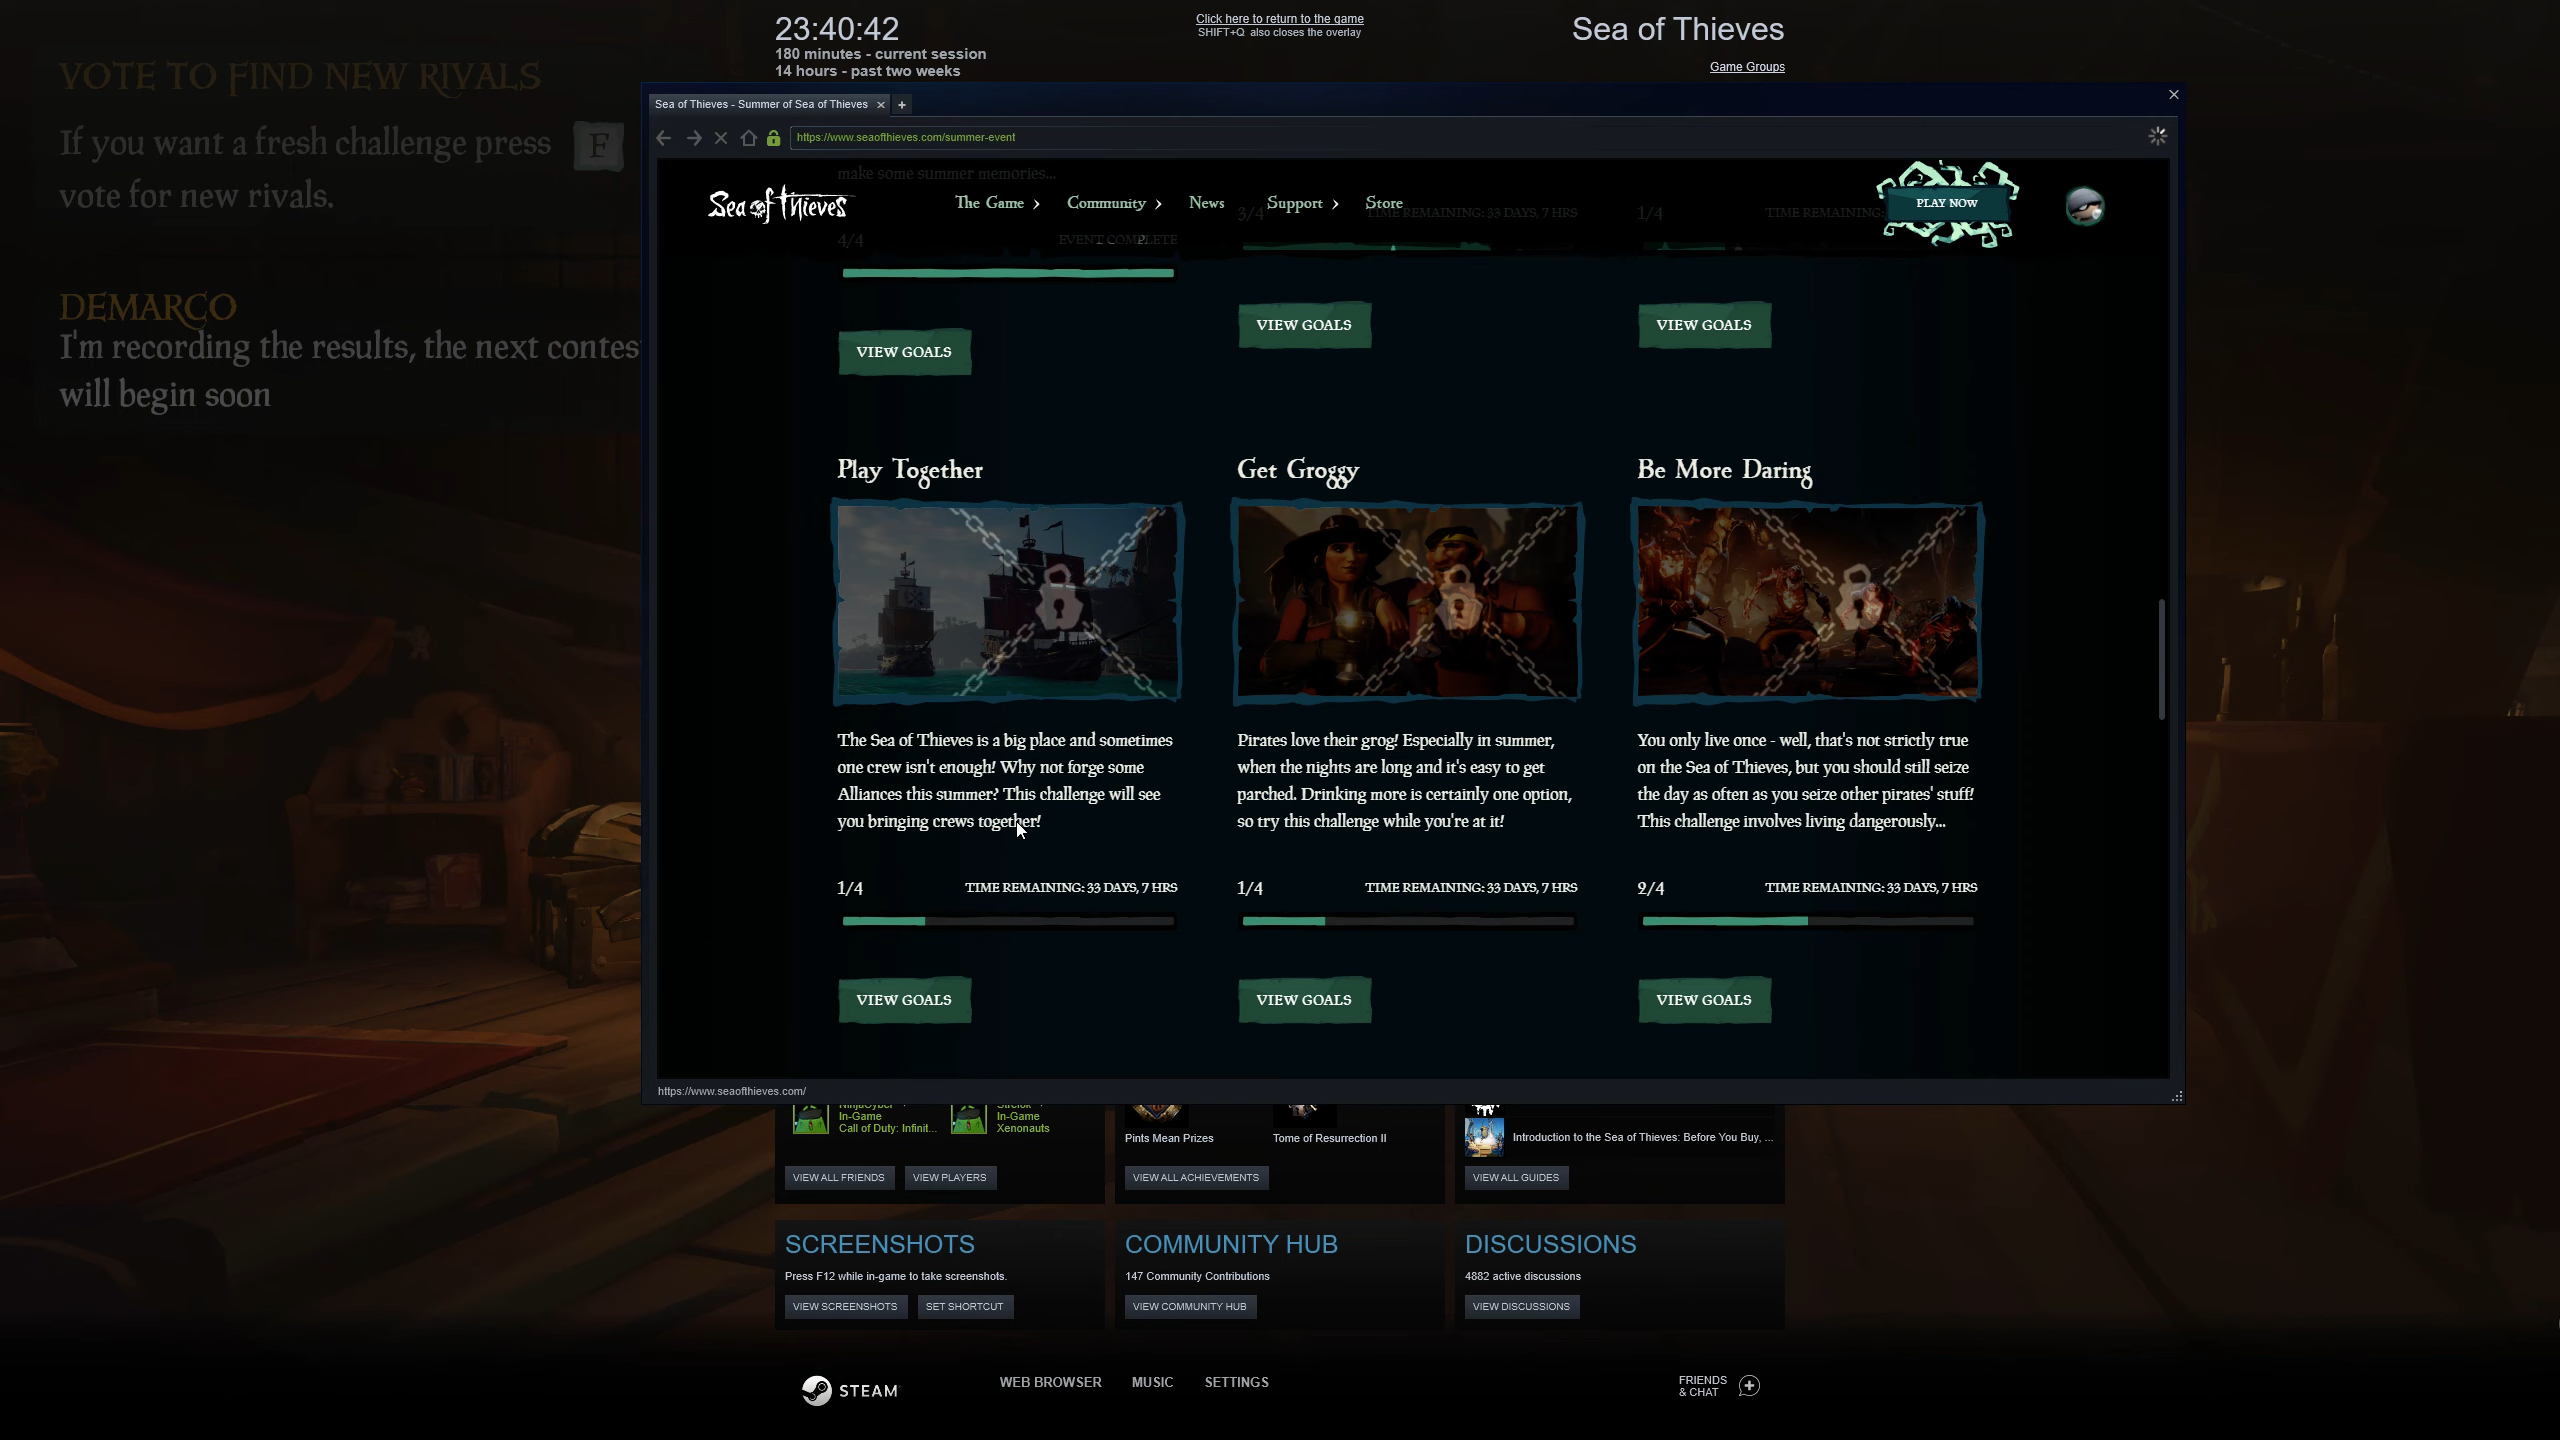 23:40:42
180 minutes - current session
14 hours - past two weeks
Click here to return to the game
SHIFT+Q also closes the overlay
Sea of Thieves
Game Groups
VOTE TO FIND NEW RIVALS
If you want a fresh challenge press F
vote for new rivals.
DEMARCO
I'm recording the results, the next contest
will begin soon
Sea of Thieves - Summer of Sea of Thieves
https://www.seaofthieves.com/summer-event
make some summer memories...
Sea of Thieves
The Game
Community
News
Support
Store
PLAY NOW
4/4
EVENT COMPLETE
3/4
TIME REMAINING: 33 DAYS, 7 HRS
1/4
TIME REMAINING:
VIEW GOALS
VIEW GOALS
VIEW GOALS
Play Together
The Sea of Thieves is a big place and sometimes
one crew isn't enough! Why not forge some
Alliances this summer? This challenge will see
you bringing crews together!
1/4
TIME REMAINING: 33 DAYS, 7 HRS
VIEW GOALS
Get Groggy
Pirates love their grog! Especially in summer,
when the nights are long and it's easy to get
parched. Drinking more is certainly one option,
so try this challenge while you're at it!
1/4
TIME REMAINING: 33 DAYS, 7 HRS
VIEW GOALS
Be More Daring
You only live once - well, that's not strictly true
on the Sea of Thieves, but you should still seize
the day as often as you seize other pirates' stuff!
This challenge involves living dangerously...
2/4
TIME REMAINING: 33 DAYS, 7 HRS
VIEW GOALS
https://www.seaofthieves.com/
In-Game
Call of Duty: Infinit...
In-Game
Xenonauts
VIEW ALL FRIENDS
VIEW PLAYERS
Pints Mean Prizes
Tome of Resurrection II
VIEW ALL ACHIEVEMENTS
Introduction to the Sea of Thieves: Before You Buy, ...
VIEW ALL GUIDES
SCREENSHOTS
Press F12 while in-game to take screenshots.
VIEW SCREENSHOTS
SET SHORTCUT
COMMUNITY HUB
147 Community Contributions
VIEW COMMUNITY HUB
DISCUSSIONS
4882 active discussions
VIEW DISCUSSIONS
STEAM
WEB BROWSER
MUSIC
SETTINGS
FRIENDS
& CHAT